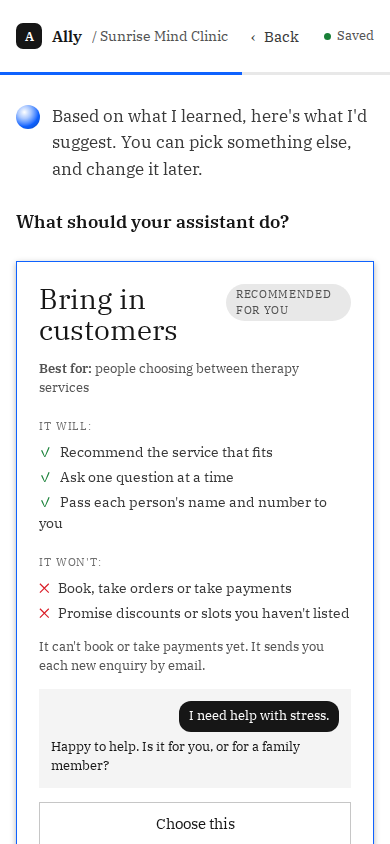 A Ally / Sunrise Mind Clinic ‹ Back Saved
Based on what I learned, here's what I'd
suggest. You can pick something else,
and change it later.
What should your assistant do?
Bring in
customers
RECOMMENDED
FOR YOU
Best for: people choosing between therapy
services
IT WILL:
✓ Recommend the service that fits
✓ Ask one question at a time
✓ Pass each person's name and number to
you
IT WON'T:
✕ Book, take orders or take payments
✕ Promise discounts or slots you haven't listed
It can't book or take payments yet. It sends you
each new enquiry by email.
I need help with stress.
Happy to help. Is it for you, or for a family
member?
Choose this